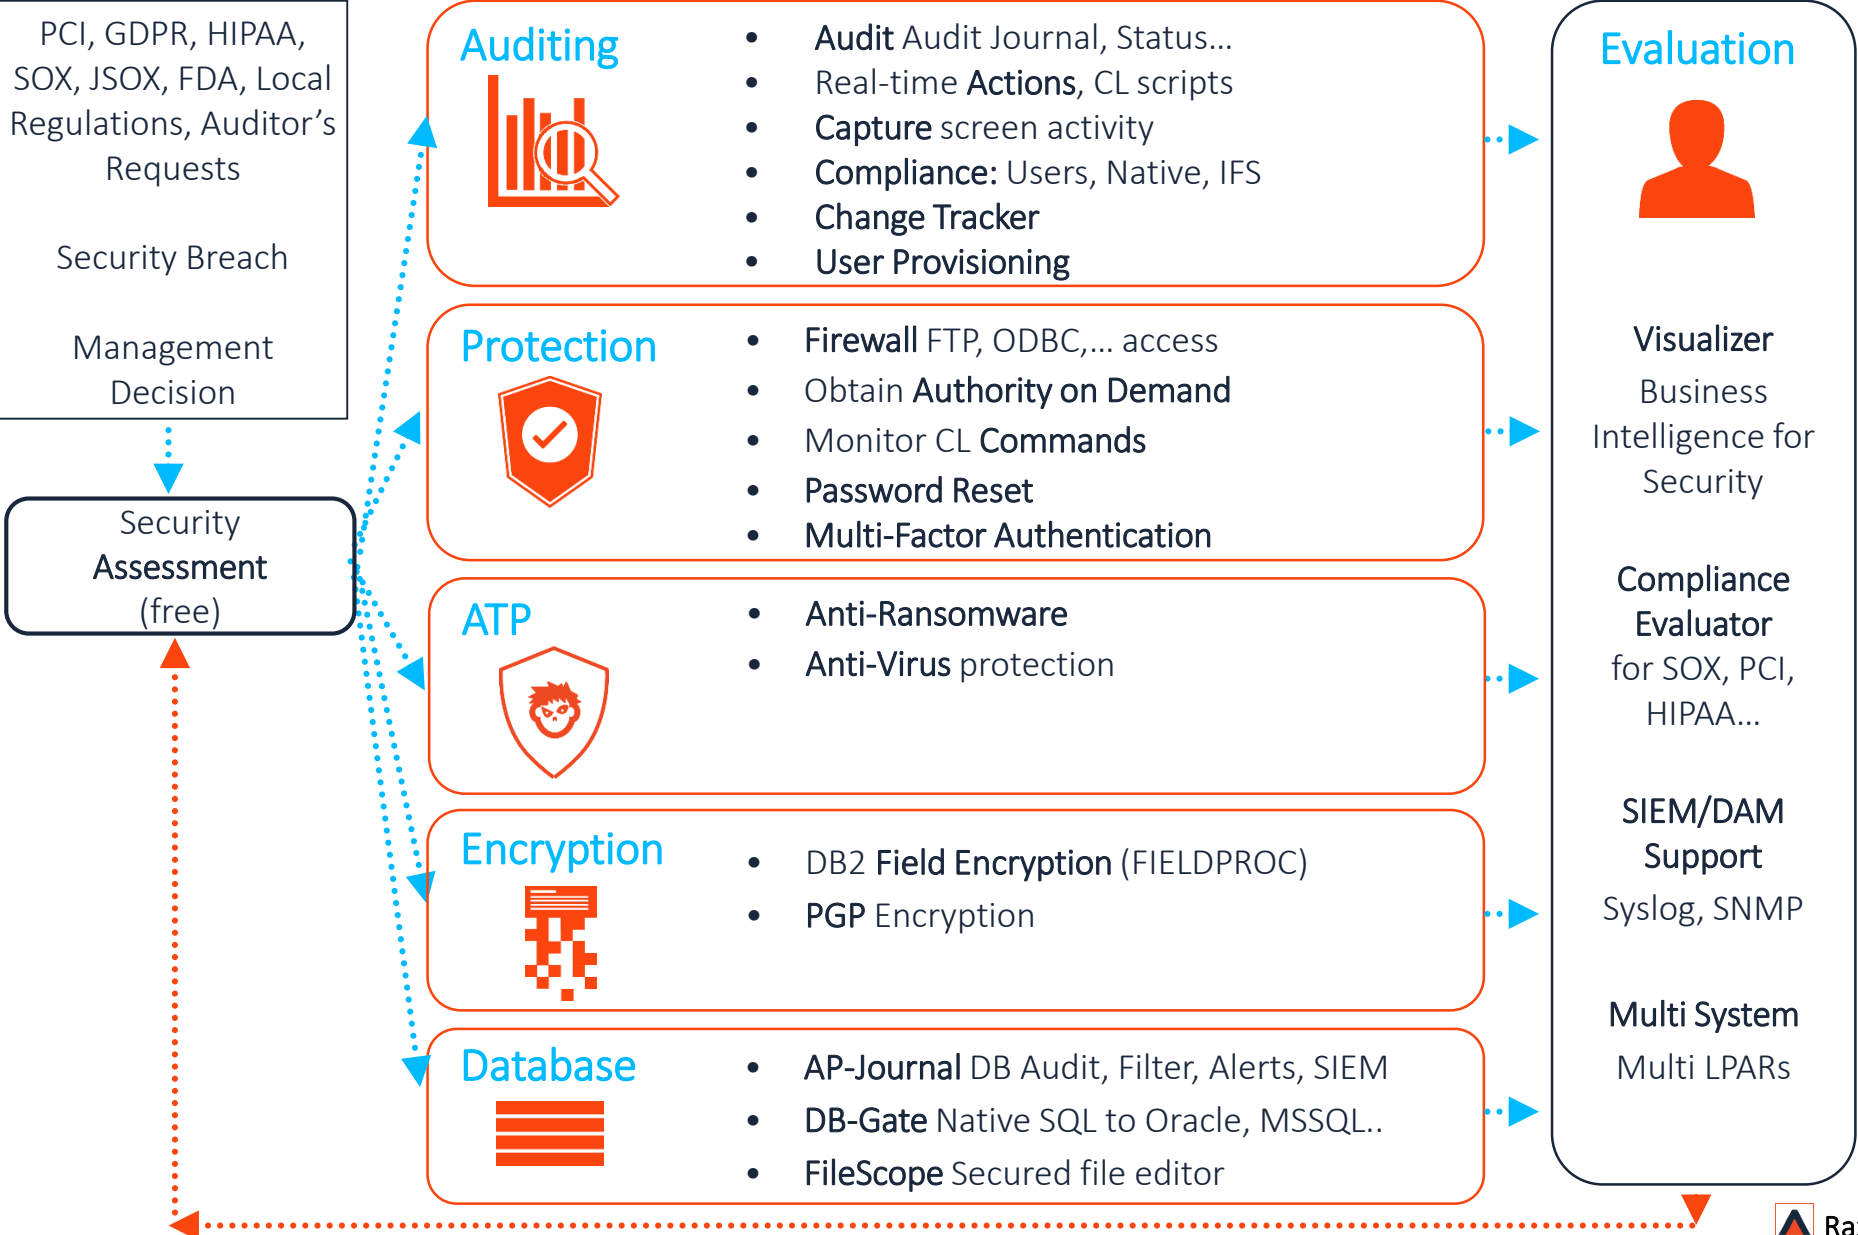 PCI, GDPR, HIPAA,
SOX, JSOX, FDA, Local
Regulations, Auditor’s
Requests
Security Breach
Management
Decision
Security
Assessment
(free)
Auditing
• Audit Audit Journal, Status...
• Real-time Actions, CL scripts
• Capture screen activity
• Compliance: Users, Native, IFS
• Change Tracker
• User Provisioning
Protection
• Firewall FTP, ODBC,... access
• Obtain Authority on Demand
• Monitor CL Commands
• Password Reset
• Multi-Factor Authentication
ATP
• Anti-Ransomware
• Anti-Virus protection
Encryption
• DB2 Field Encryption (FIELDPROC)
• PGP Encryption
Database
• AP-Journal DB Audit, Filter, Alerts, SIEM
• DB-Gate Native SQL to Oracle, MSSQL..
• FileScope Secured file editor
Evaluation
Visualizer
Business
Intelligence for
Security
Compliance
Evaluator
for SOX, PCI,
HIPAA...
SIEM/DAM
Support
Syslog, SNMP
Multi System
Multi LPARs